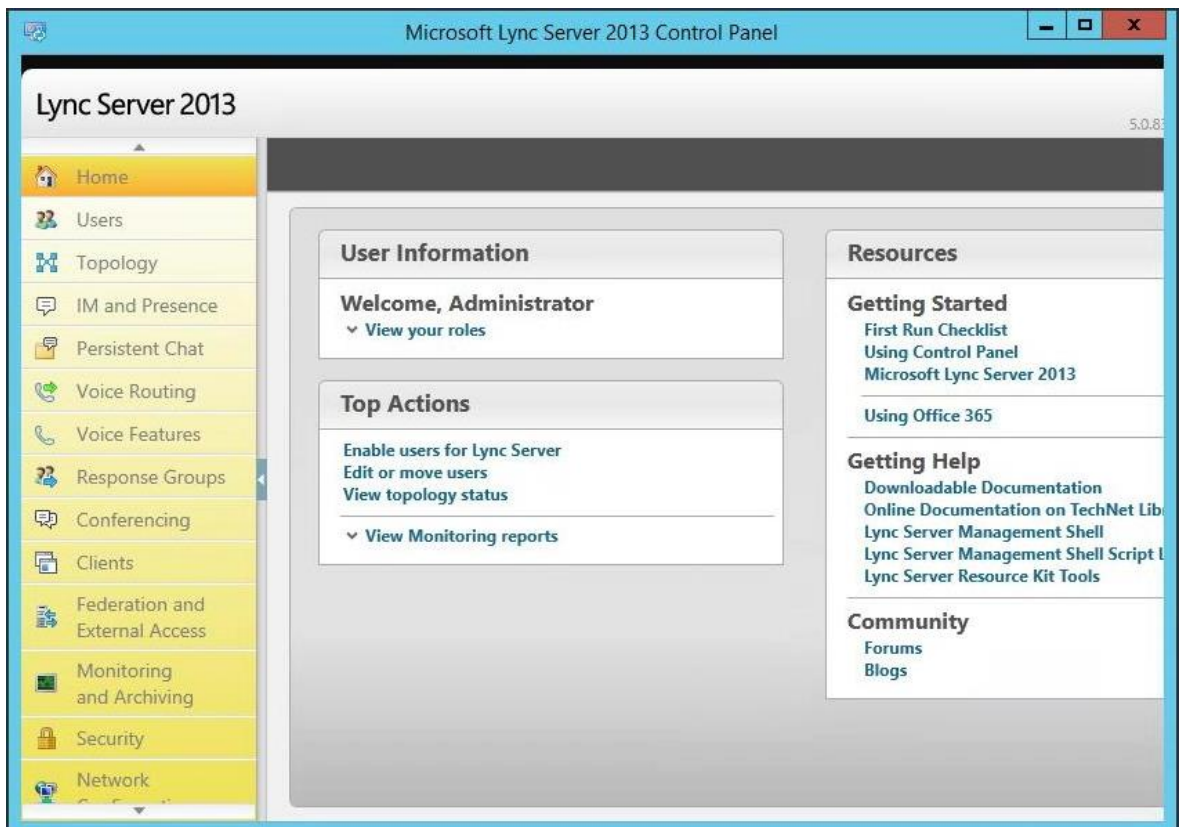 Microsoft Lync Server 2013 Control Panel
Lync Server 2013
5.0.83
Home
Users
Topology
IM and Presence
Persistent Chat
Voice Routing
Voice Features
Response Groups
Conferencing
Clients
Federation and
External Access
Monitoring
and Archiving
Security
Network
User Information
Welcome, Administrator
View your roles
Top Actions
Enable users for Lync Server
Edit or move users
View topology status
View Monitoring reports
Resources
Getting Started
First Run Checklist
Using Control Panel
Microsoft Lync Server 2013
Using Office 365
Getting Help
Downloadable Documentation
Online Documentation on TechNet
Lync Server Management Shell
Lync Server Management Shell Script
Lync Server Resource Kit Tools
Community
Forums
Blogs